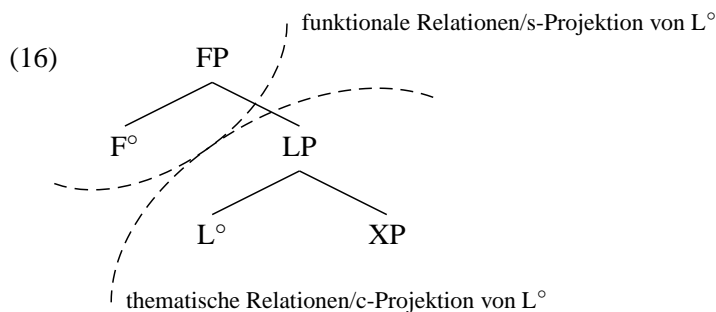 funktionale Relationen/s-Projektion von L°
(16) FP
F° LP
L° XP
thematische Relationen/c-Projektion von L°